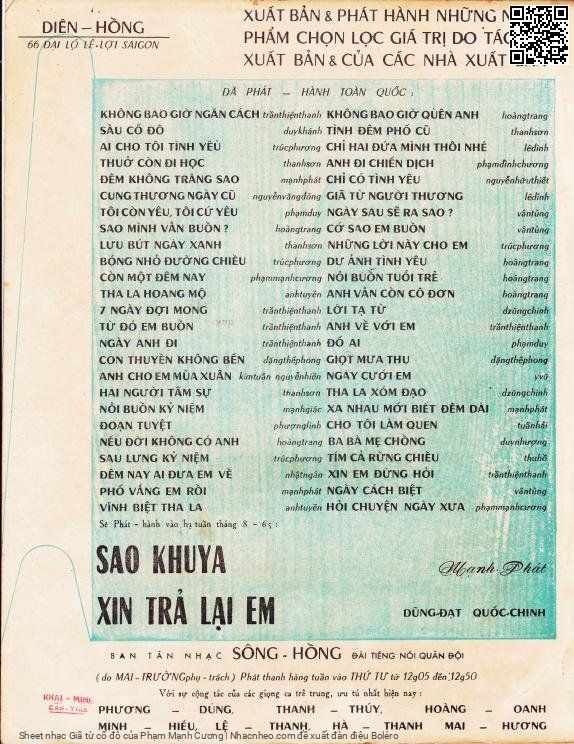 DIÊN - HỒNG
66 ĐẠI LỘ LÊ-LỢI SAIGON
XUẤT BẢN & PHÁT HÀNH NHỮNG
PHẨM CHỌN LỌC GIÁ TRỊ DO TÁC
XUẤT BẢN & CỦA CÁC NHÀ XUẤT
ĐÃ PHÁT - HÀNH TOÀN QUỐC :
KHÔNG BAO GIỜ NGĂN CÁCH trầnthiệnthanh
SẦU CỐ ĐÔ duykhánh
AI CHO TÔI TÌNH YÊU trúcphương
THUỞ CÒN ĐI HỌC thanhsơn
ĐÊM KHÔNG TRĂNG SAO mạnhphát
CUNG THƯƠNG NGÀY CŨ nguyễnvănđông
TÔI CÒN YÊU, TÔI CỨ YÊU phạmduy
SAO MÌNH VẪN BUỒN ? hoàngtrang
LƯU BÚT NGÀY XANH thanhsơn
BÓNG NHỎ ĐƯỜNG CHIỀU trúcphương
CÒN MỘT ĐÊM NAY phạmmạnhcương
THA LA HOANG MỘ anhtuyền
7 NGÀY ĐỢI MONG trầnthiệnthanh
TỪ ĐÓ EM BUỒN trầnthiệnthanh
NGÀY ANH ĐI trầnthiệnthanh
CON THUYỀN KHÔNG BẾN đặngthếphong
ANH CHO EM MÙA XUÂN kimtuấn nguyễnhiền
HAI NGƯỜI TÂM SỰ thanhsơn
NỖI BUỒN KỶ NIỆM mạnhgiác
ĐOẠN TUYỆT phượnglinh
NẾU ĐỜI KHÔNG CÓ ANH hoàngtrang
SAU LƯNG KỶ NIỆM trúcphương
ĐÊM NAY AI ĐƯA EM VỀ nhậtngân
PHỐ VẮNG EM RỒI mạnhphát
VĨNH BIỆT THA LA anhtuyền
KHÔNG BAO GIỜ QUÊN ANH hoàngtrang
TÌNH ĐÊM PHỐ CŨ thanhsơn
CHỈ HAI ĐỨA MÌNH THÔI NHÉ lêdinh
ANH ĐI CHIẾN DỊCH phạmđìnhchương
CHỈ CÓ TÌNH YÊU nguyễnhữuthiết
GIÃ TỪ NGƯỜI THƯƠNG lêdinh
NGÀY SAU SẼ RA SAO ? văntùng
CỚ SAO EM BUỒN văntùng
NHỮNG LỜI NÀY CHO EM trúcphương
DƯ ẢNH TÌNH YÊU hoàngtrang
NỖI BUỒN TUỔI TRẺ hoàngtrang
ANH VẪN CÒN CÔ ĐƠN hoàngtrang
LỜI TẠ TỪ dzũngchinh
ANH VỀ VỚI EM trầnthiệnthanh
ĐỐ AI phạmduy
GIỌT MƯA THU đặngthếphong
NGÀY CƯỚI EM yvũ
THA LA XÓM ĐẠO dzũngchinh
XA NHAU MỚI BIẾT ĐÊM DÀI mạnhphát
CHO TÔI LÀM QUEN tuấnhải
BA BÀ MẸ CHỒNG duynhượng
TÍM CẢ RỪNG CHIỀU thuhồ
XIN EM ĐỪNG HỎI trầnthiệnthanh
NGÀY CÁCH BIỆT văntùng
HỎI CHUYỆN NGÀY XƯA phạmmạnhcương
Sẽ Phát - hành vào hạ tuần tháng 8 - 65 :
SAO KHUYA Mạnh-Phát
XIN TRẢ LẠI EM DŨNG-ĐẠT QUỐC-CHINH
BAN TÂN NHẠC SÔNG - HỒNG ĐÀI TIẾNG NÓI QUÂN ĐỘI
(do MAI - TRƯỜNG phụ - trách) Phát thanh hàng tuần vào THỨ TƯ từ 12g05 đến 12g50
Với sự cộng tác của các giọng ca trẻ trung, ưu tú nhất hiện nay :
PHƯƠNG - DUNG, THANH - THÚY, HOÀNG - OANH
MINH - HIẾU, LỆ - THANH, HÀ - THANH MAI - HƯƠNG
KHAI - MINH
CẦN-THƠ
Sheet nhạc Giã từ cố đô của Phạm Mạnh Cương | Nhacnheo.com đề xuất đàn điệu Boléro